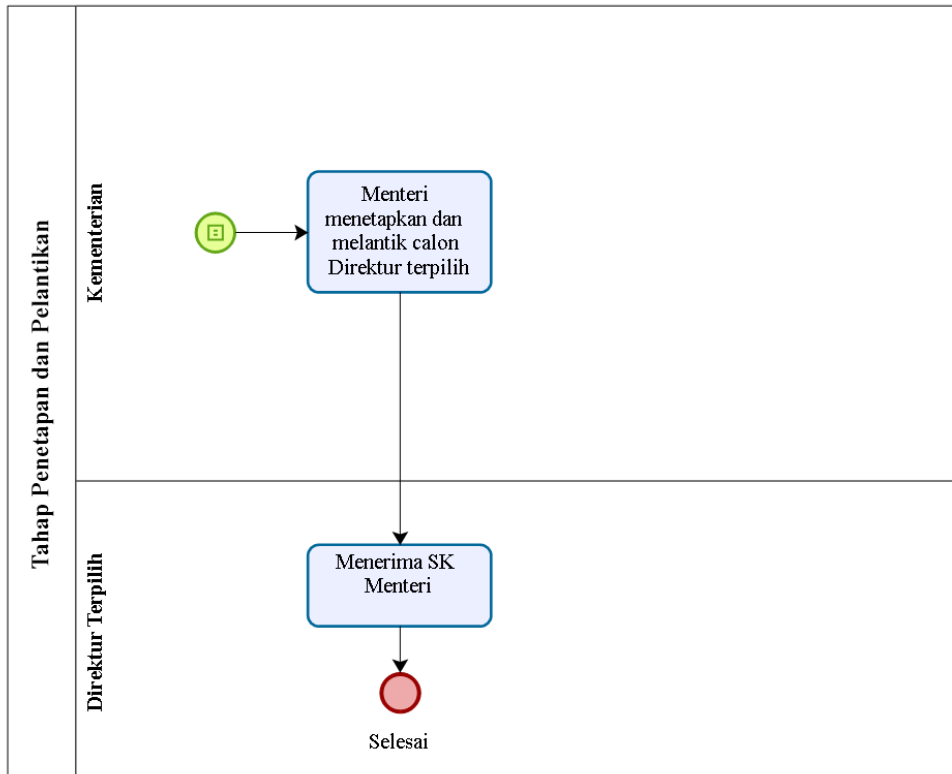 Tahap Penetapan dan Pelantikan
Kementerian
Menteri
menetapkan dan
melantik calon
Direktur terpilih
Direktur Terpilih
Menerima SK
Menteri
Selesai